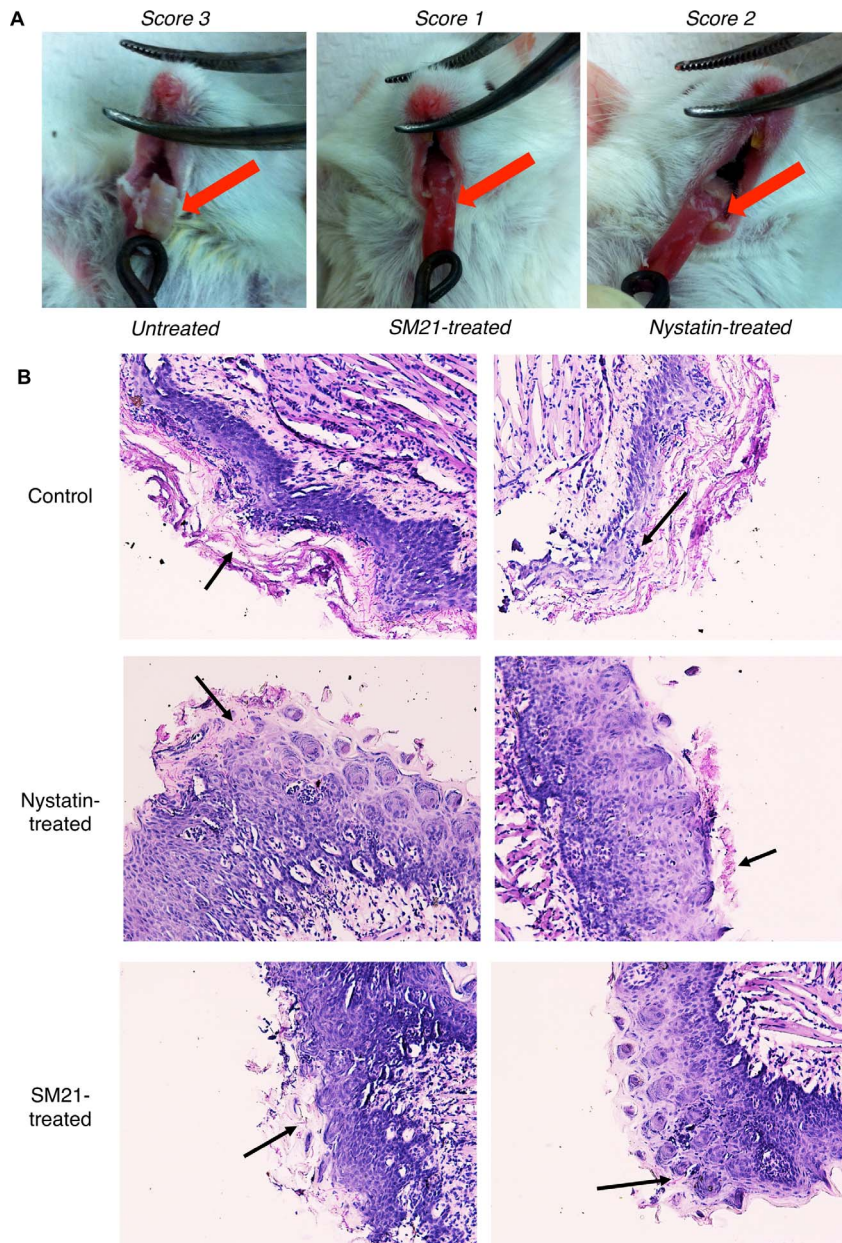 A
Score 3 Score 1 Score 2
Untreated SM21-treated Nystatin-treated
B
Control
Nystatin-
treated
SM21-
treated